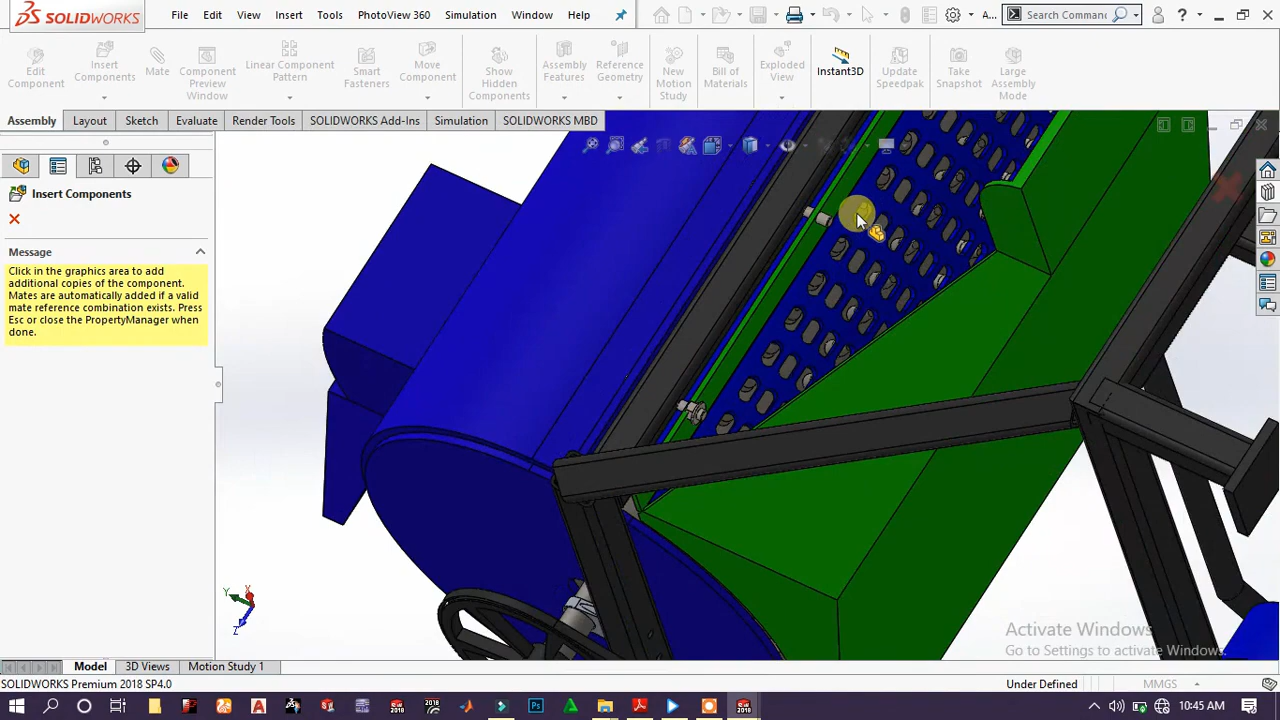 SOLIDWORKS
File Edit View Insert Tools PhotoView 360 Simulation Window Help
A...
Search Comman
Edit Component
Insert Components
Mate
Component Preview Window
Linear Component Pattern
Smart Fasteners
Move Component
Show Hidden Components
Assembly Features
Reference Geometry
New Motion Study
Bill of Materials
Exploded View
Instant3D
Update Speedpak
Take Snapshot
Large Assembly Mode
Assembly Layout Sketch Evaluate Render Tools SOLIDWORKS Add-Ins Simulation SOLIDWORKS MBD
Insert Components
Message
Click in the graphics area to add
additional copies of the component.
Mates are automatically added if a valid
mate reference combination exists. Press
Esc or close the PropertyManager when
done.
Y X
Z
Activate Windows
Go to Settings to activate Windows.
Model 3D Views Motion Study 1
SOLIDWORKS Premium 2018 SP4.0
Under Defined
MMGS
10:45 AM